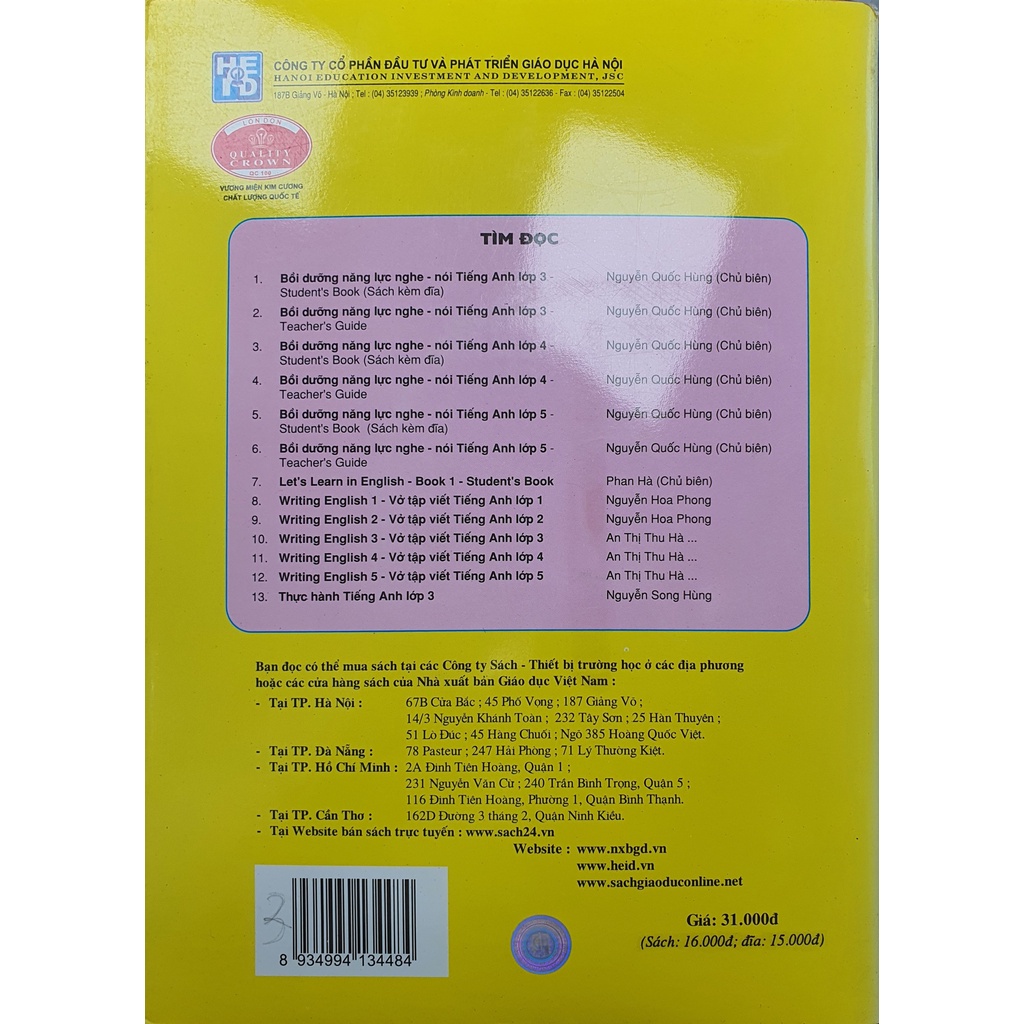 HEID
CÔNG TY CỔ PHẦN ĐẦU TƯ VÀ PHÁT TRIỂN GIÁO DỤC HÀ NỘI
HANOI EDUCATION INVESTMENT AND DEVELOPMENT, JSC
187B Giảng Võ - Hà Nội ; Tel : (04) 35123939 ; Phòng Kinh doanh - Tel : (04) 35122636 - Fax : (04) 35122504
LONDON
QUALITY
CROWN
QC 100
VƯƠNG MIỆN KIM CƯƠNG
CHẤT LƯỢNG QUỐC TẾ
TÌM ĐỌC
1. Bồi dưỡng năng lực nghe - nói Tiếng Anh lớp 3 - Nguyễn Quốc Hùng (Chủ biên)
Student's Book (Sách kèm đĩa)
2. Bồi dưỡng năng lực nghe - nói Tiếng Anh lớp 3 - Nguyễn Quốc Hùng (Chủ biên)
Teacher's Guide
3. Bồi dưỡng năng lực nghe - nói Tiếng Anh lớp 4 - Nguyễn Quốc Hùng (Chủ biên)
Student's Book (Sách kèm đĩa)
4. Bồi dưỡng năng lực nghe - nói Tiếng Anh lớp 4 - Nguyễn Quốc Hùng (Chủ biên)
Teacher's Guide
5. Bồi dưỡng năng lực nghe - nói Tiếng Anh lớp 5 - Nguyễn Quốc Hùng (Chủ biên)
Student's Book (Sách kèm đĩa)
6. Bồi dưỡng năng lực nghe - nói Tiếng Anh lớp 5 - Nguyễn Quốc Hùng (Chủ biên)
Teacher's Guide
7. Let's Learn in English - Book 1 - Student's Book Phan Hà (Chủ biên)
8. Writing English 1 - Vở tập viết Tiếng Anh lớp 1 Nguyễn Hoa Phong
9. Writing English 2 - Vở tập viết Tiếng Anh lớp 2 Nguyễn Hoa Phong
10. Writing English 3 - Vở tập viết Tiếng Anh lớp 3 An Thị Thu Hà ...
11. Writing English 4 - Vở tập viết Tiếng Anh lớp 4 An Thị Thu Hà ...
12. Writing English 5 - Vở tập viết Tiếng Anh lớp 5 An Thị Thu Hà ...
13. Thực hành Tiếng Anh lớp 3 Nguyễn Song Hùng
Bạn đọc có thể mua sách tại các Công ty Sách - Thiết bị trường học ở các địa phương
hoặc các cửa hàng sách của Nhà xuất bản Giáo dục Việt Nam :
- Tại TP. Hà Nội : 67B Cửa Bắc ; 45 Phố Vọng ; 187 Giảng Võ ;
14/3 Nguyễn Khánh Toàn ; 232 Tây Sơn ; 25 Hàn Thuyên ;
51 Lò Đúc ; 45 Hàng Chuối ; Ngõ 385 Hoàng Quốc Việt.
- Tại TP. Đà Nẵng : 78 Pasteur ; 247 Hải Phòng ; 71 Lý Thường Kiệt.
- Tại TP. Hồ Chí Minh : 2A Đinh Tiên Hoàng, Quận 1 ;
231 Nguyễn Văn Cừ ; 240 Trần Bình Trọng, Quận 5 ;
116 Đinh Tiên Hoàng, Phường 1, Quận Bình Thạnh.
- Tại TP. Cần Thơ : 162D Đường 3 tháng 2, Quận Ninh Kiều.
- Tại Website bán sách trực tuyến : www.sach24.vn
Website : www.nxbgd.vn
www.heid.vn
www.sachgiaoduconline.net
8 934994 134484
Giá: 31.000đ
(Sách: 16.000đ; đĩa: 15.000đ)